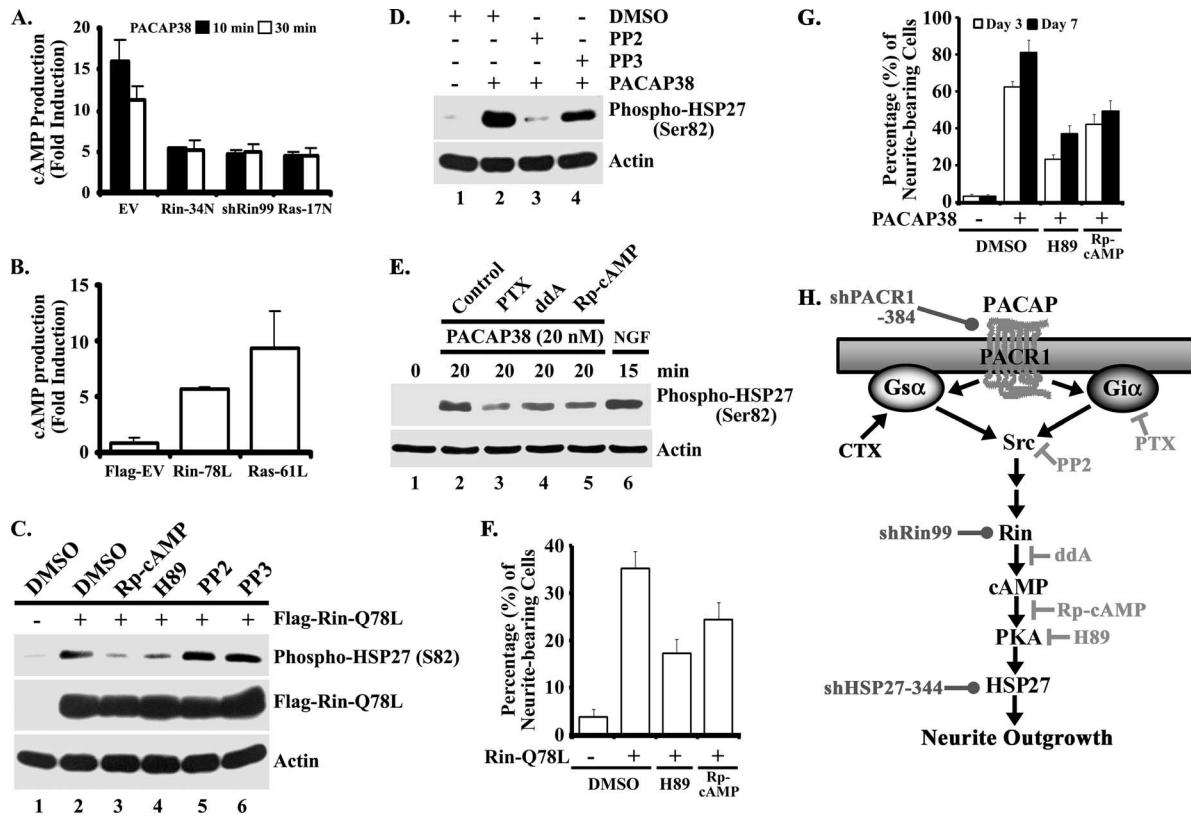 A.
PACAP38 10 min 30 min
cAMP Production
(Fold Induction)
20
15
10
5
0
EV Rin-34N shRin99 Ras-17N
B.
cAMP production
(Fold Induction)
15
10
5
0
Flag-EV Rin-78L Ras-61L
C.
DMSO DMSO Rp-cAMP H89 PP2 PP3
- + + + + + Flag-Rin-Q78L
Phospho-HSP27 (S82)
Flag-Rin-Q78L
Actin
1 2 3 4 5 6
D.
+ + - - DMSO
- - + - PP2
- - - + PP3
- + + + PACAP38
Phospho-HSP27
(Ser82)
Actin
1 2 3 4
E.
Control PTX ddA Rp-cAMP
PACAP38 (20 nM) NGF
0 20 20 20 20 15 min
Phospho-HSP27
(Ser82)
Actin
1 2 3 4 5 6
F.
Percentage (%) of
Neurite-bearing Cells
40
30
20
10
0
Rin-Q78L - + + +
DMSO H89 Rp-
cAMP
G.
Day 3 Day 7
Percentage (%) of
Neurite-bearing Cells
100
80
60
40
20
0
PACAP38 - + + +
DMSO H89 Rp-
cAMP
H.
shPACR1
-384
PACAP
PACR1
Gsα Giα
CTX PTX
Src
PP2
shRin99 Rin
ddA
cAMP
Rp-cAMP
PKA H89
shHSP27-344 HSP27
Neurite Outgrowth